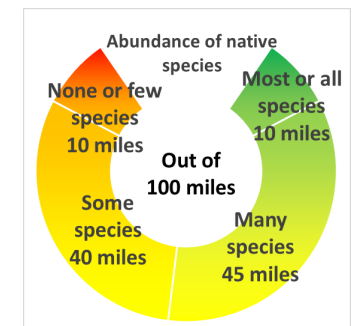 Abundance of native
species
None or few
species
10 miles
Most or all
species
10 miles
Out of
100 miles
Some
species
40 miles
Many
species
45 miles